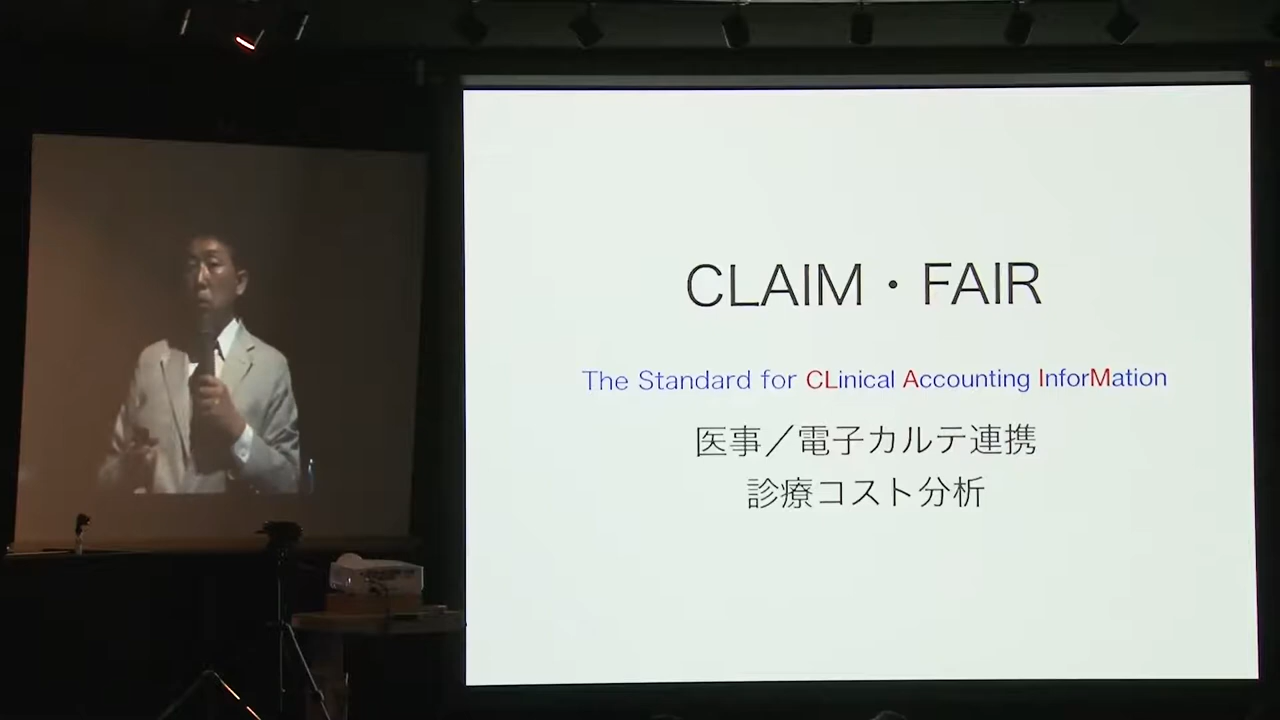 CLAIM・FAIR
The Standard for CLinical Accounting InforMation
医事／電子カルテ連携
診療コスト分析